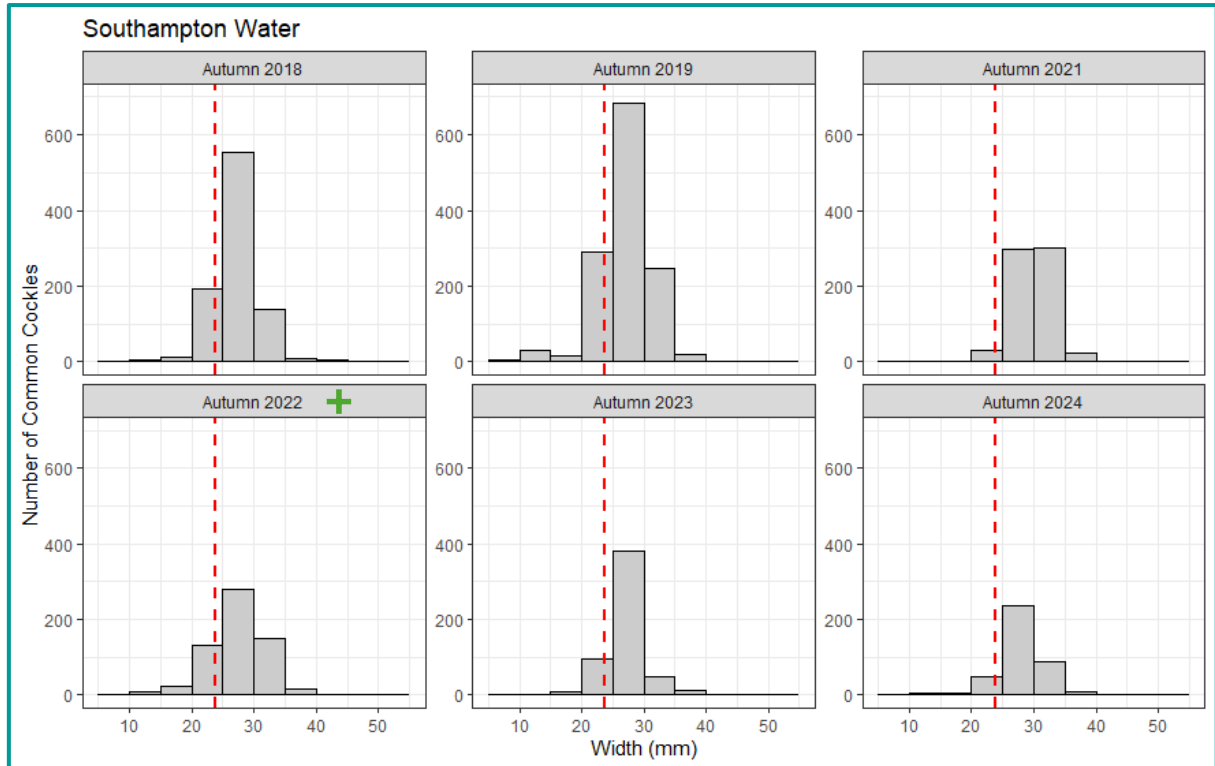 Southampton Water
Autumn 2018
Autumn 2019
Autumn 2021
600
400
200
0
600
400
200
0
600
400
200
0
Number of Common Cockles
Autumn 2022
Autumn 2023
Autumn 2024
600
400
200
0
600
400
200
0
600
400
200
0
10 20 30 40 50
10 20 30 40 50
10 20 30 40 50
Width (mm)